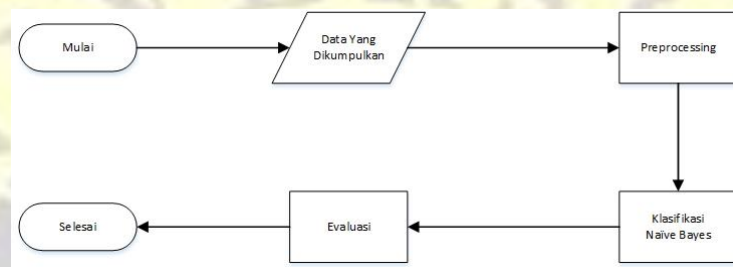 Mulai
Data Yang
Dikumpulkan
Preprocessing
Klasifikasi
Naïve Bayes
Evaluasi
Selesai